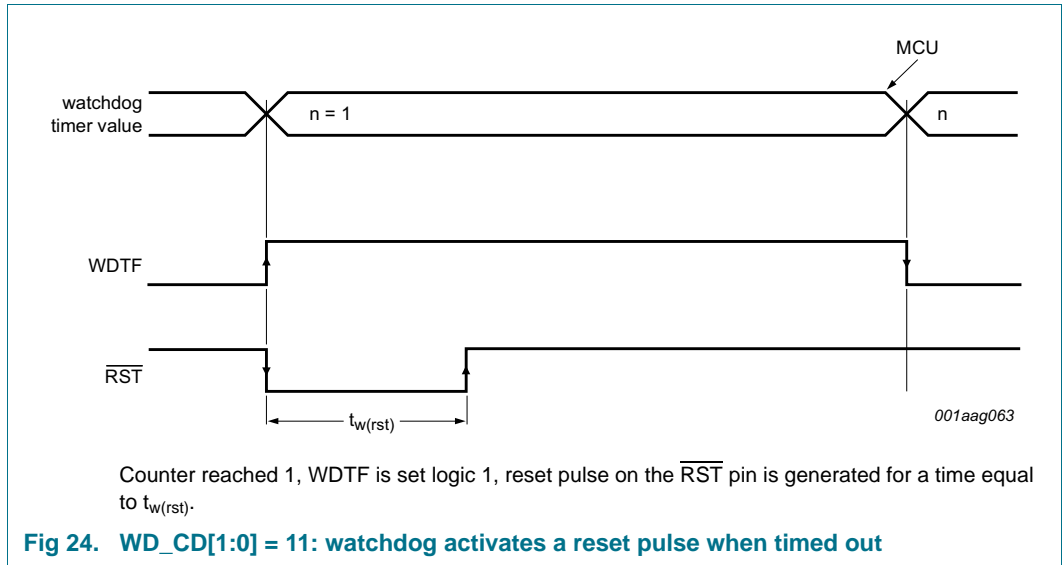 MCU
watchdog
timer value
n = 1
n
WDTF
RST
tw(rst)
001aag063
Counter reached 1, WDTF is set logic 1, reset pulse on the RST pin is generated for a time equal
to tw(rst).
Fig 24. WD_CD[1:0] = 11: watchdog activates a reset pulse when timed out